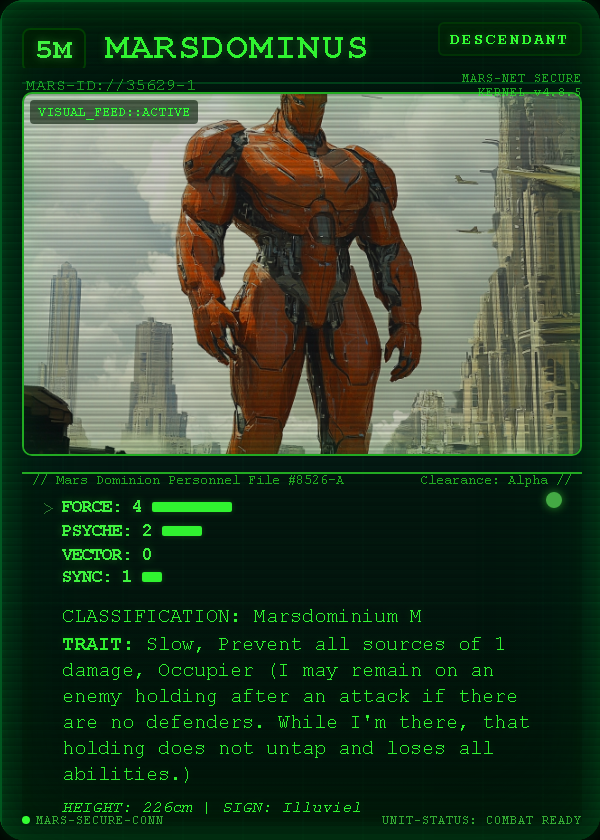 5M MARSDOMINUS DESCENDANT
MARS-ID://35629-1
MARS-NET SECURE
KERNEL v4.8.5
VISUAL_FEED::ACTIVE
// Mars Dominion Personnel File #8526-A Clearance: Alpha //
> FORCE: 4
PSYCHE: 2
VECTOR: 0
SYNC: 1
CLASSIFICATION: Marsdominium M
TRAIT: Slow, Prevent all sources of 1
damage, Occupier (I may remain on an
enemy holding after an attack if there
are no defenders. While I'm there, that
holding does not untap and loses all
abilities.)
HEIGHT: 226cm | SIGN: Illuviel
MARS-SECURE-CONN UNIT-STATUS: COMBAT READY